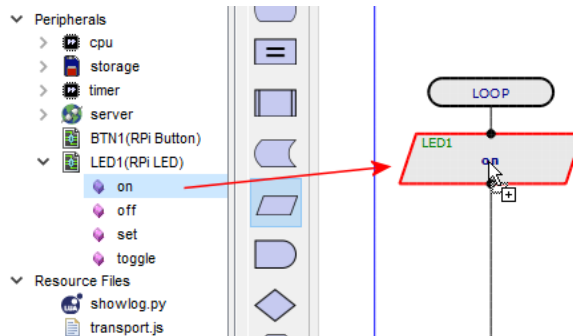 Peripherals
cpu
storage
timer
server
BTN1(RPi Button)
LED1(RPi LED)
on
off
set
toggle
Resource Files
showlog.py
transport.js
LOOP
LED1
on